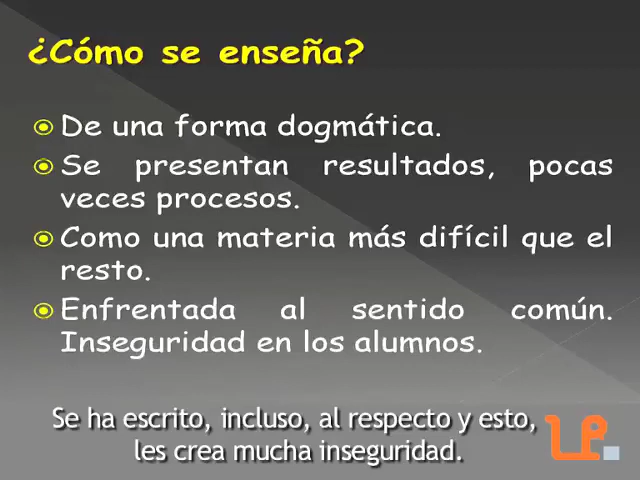 ¿Cómo se enseña?
De una forma dogmática.
Se presentan resultados, pocas
veces procesos.
Como una materia más difícil que el
resto.
Enfrentada al sentido común.
Inseguridad en los alumnos.
Se ha escrito, incluso, al respecto y esto,
les crea mucha inseguridad.